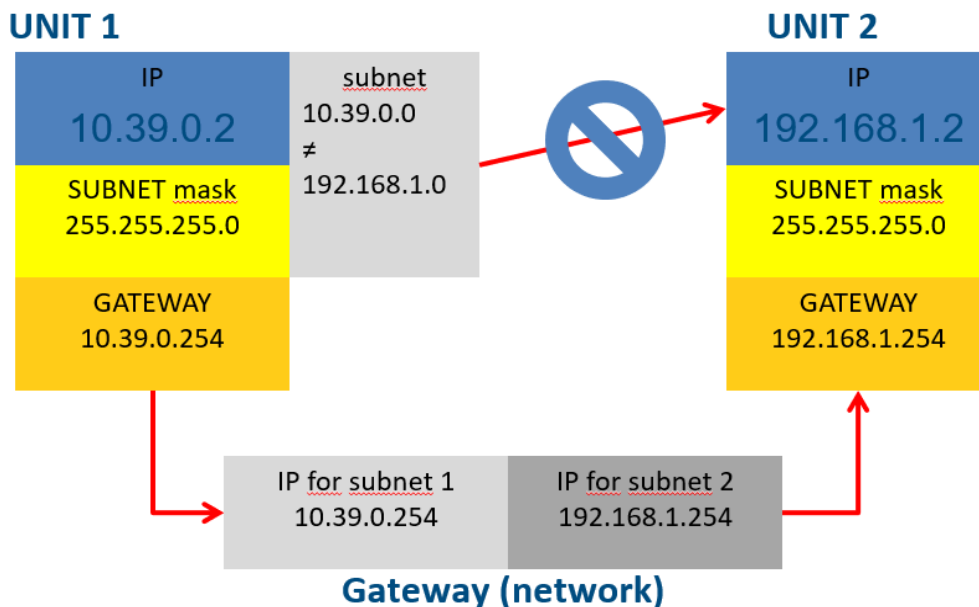 UNIT 1
UNIT 2
IP
10.39.0.2
subnet
10.39.0.0
≠
192.168.1.0
IP
192.168.1.2
SUBNET mask
255.255.255.0
SUBNET mask
255.255.255.0
GATEWAY
10.39.0.254
GATEWAY
192.168.1.254
IP for subnet 1
10.39.0.254
IP for subnet 2
192.168.1.254
Gateway (network)